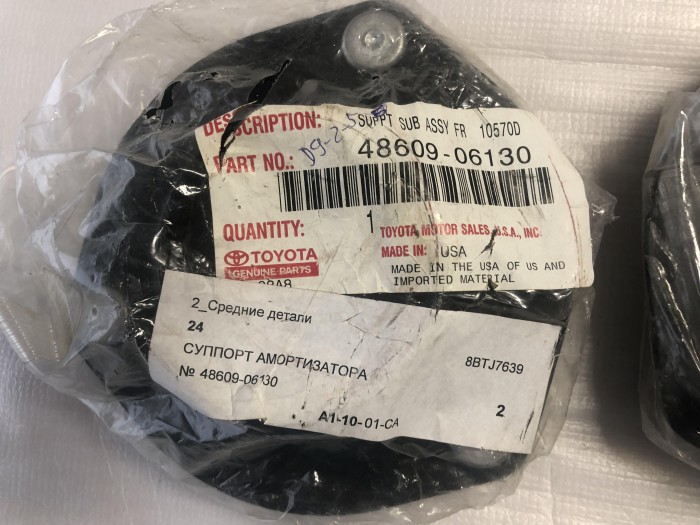 DESCRIPTION: SUPPT SUB ASSY FR 10570D
PART NO.: 48609-06130
QUANTITY: 1
TOYOTA MOTOR SALES, U.S.A., INC.
TOYOTA
GENUINE PARTS
MADE IN: USA
MADE IN THE USA OF US AND
IMPORTED MATERIAL
2_Средние детали
24
СУППОРТ АМОРТИЗАТОРА
8BTJ7639
№ 48609-06130
2
A1-10-01-CA